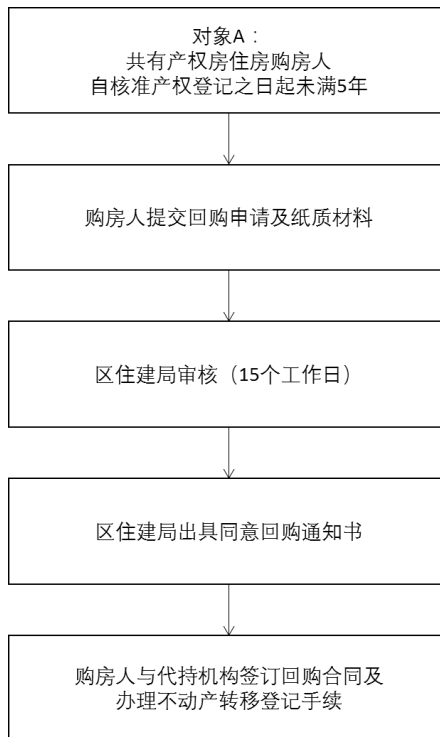 对象A：
共有产权房住房购房人
自核准产权登记之日起未满5年
购房人提交回购申请及纸质材料
区住建局审核（15个工作日）
区住建局出具同意回购通知书
购房人与代持机构签订回购合同及
办理不动产转移登记手续